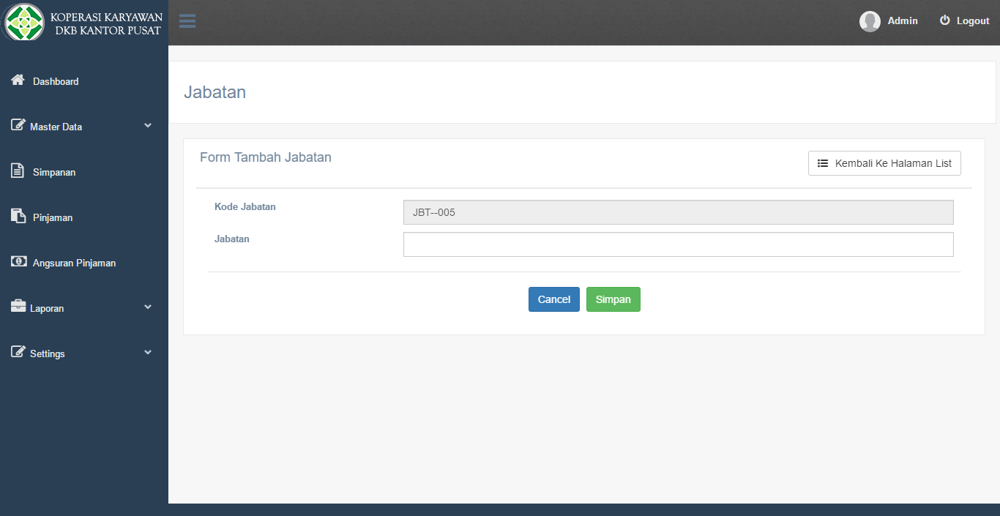 KOPERASI KARYAWAN
DKB KANTOR PUSAT
Admin
Logout
Dashboard
Master Data
Simpanan
Pinjaman
Angsuran Pinjaman
Laporan
Settings
Jabatan
Form Tambah Jabatan
Kembali Ke Halaman List
Kode Jabatan
JBT--005
Jabatan
Cancel
Simpan